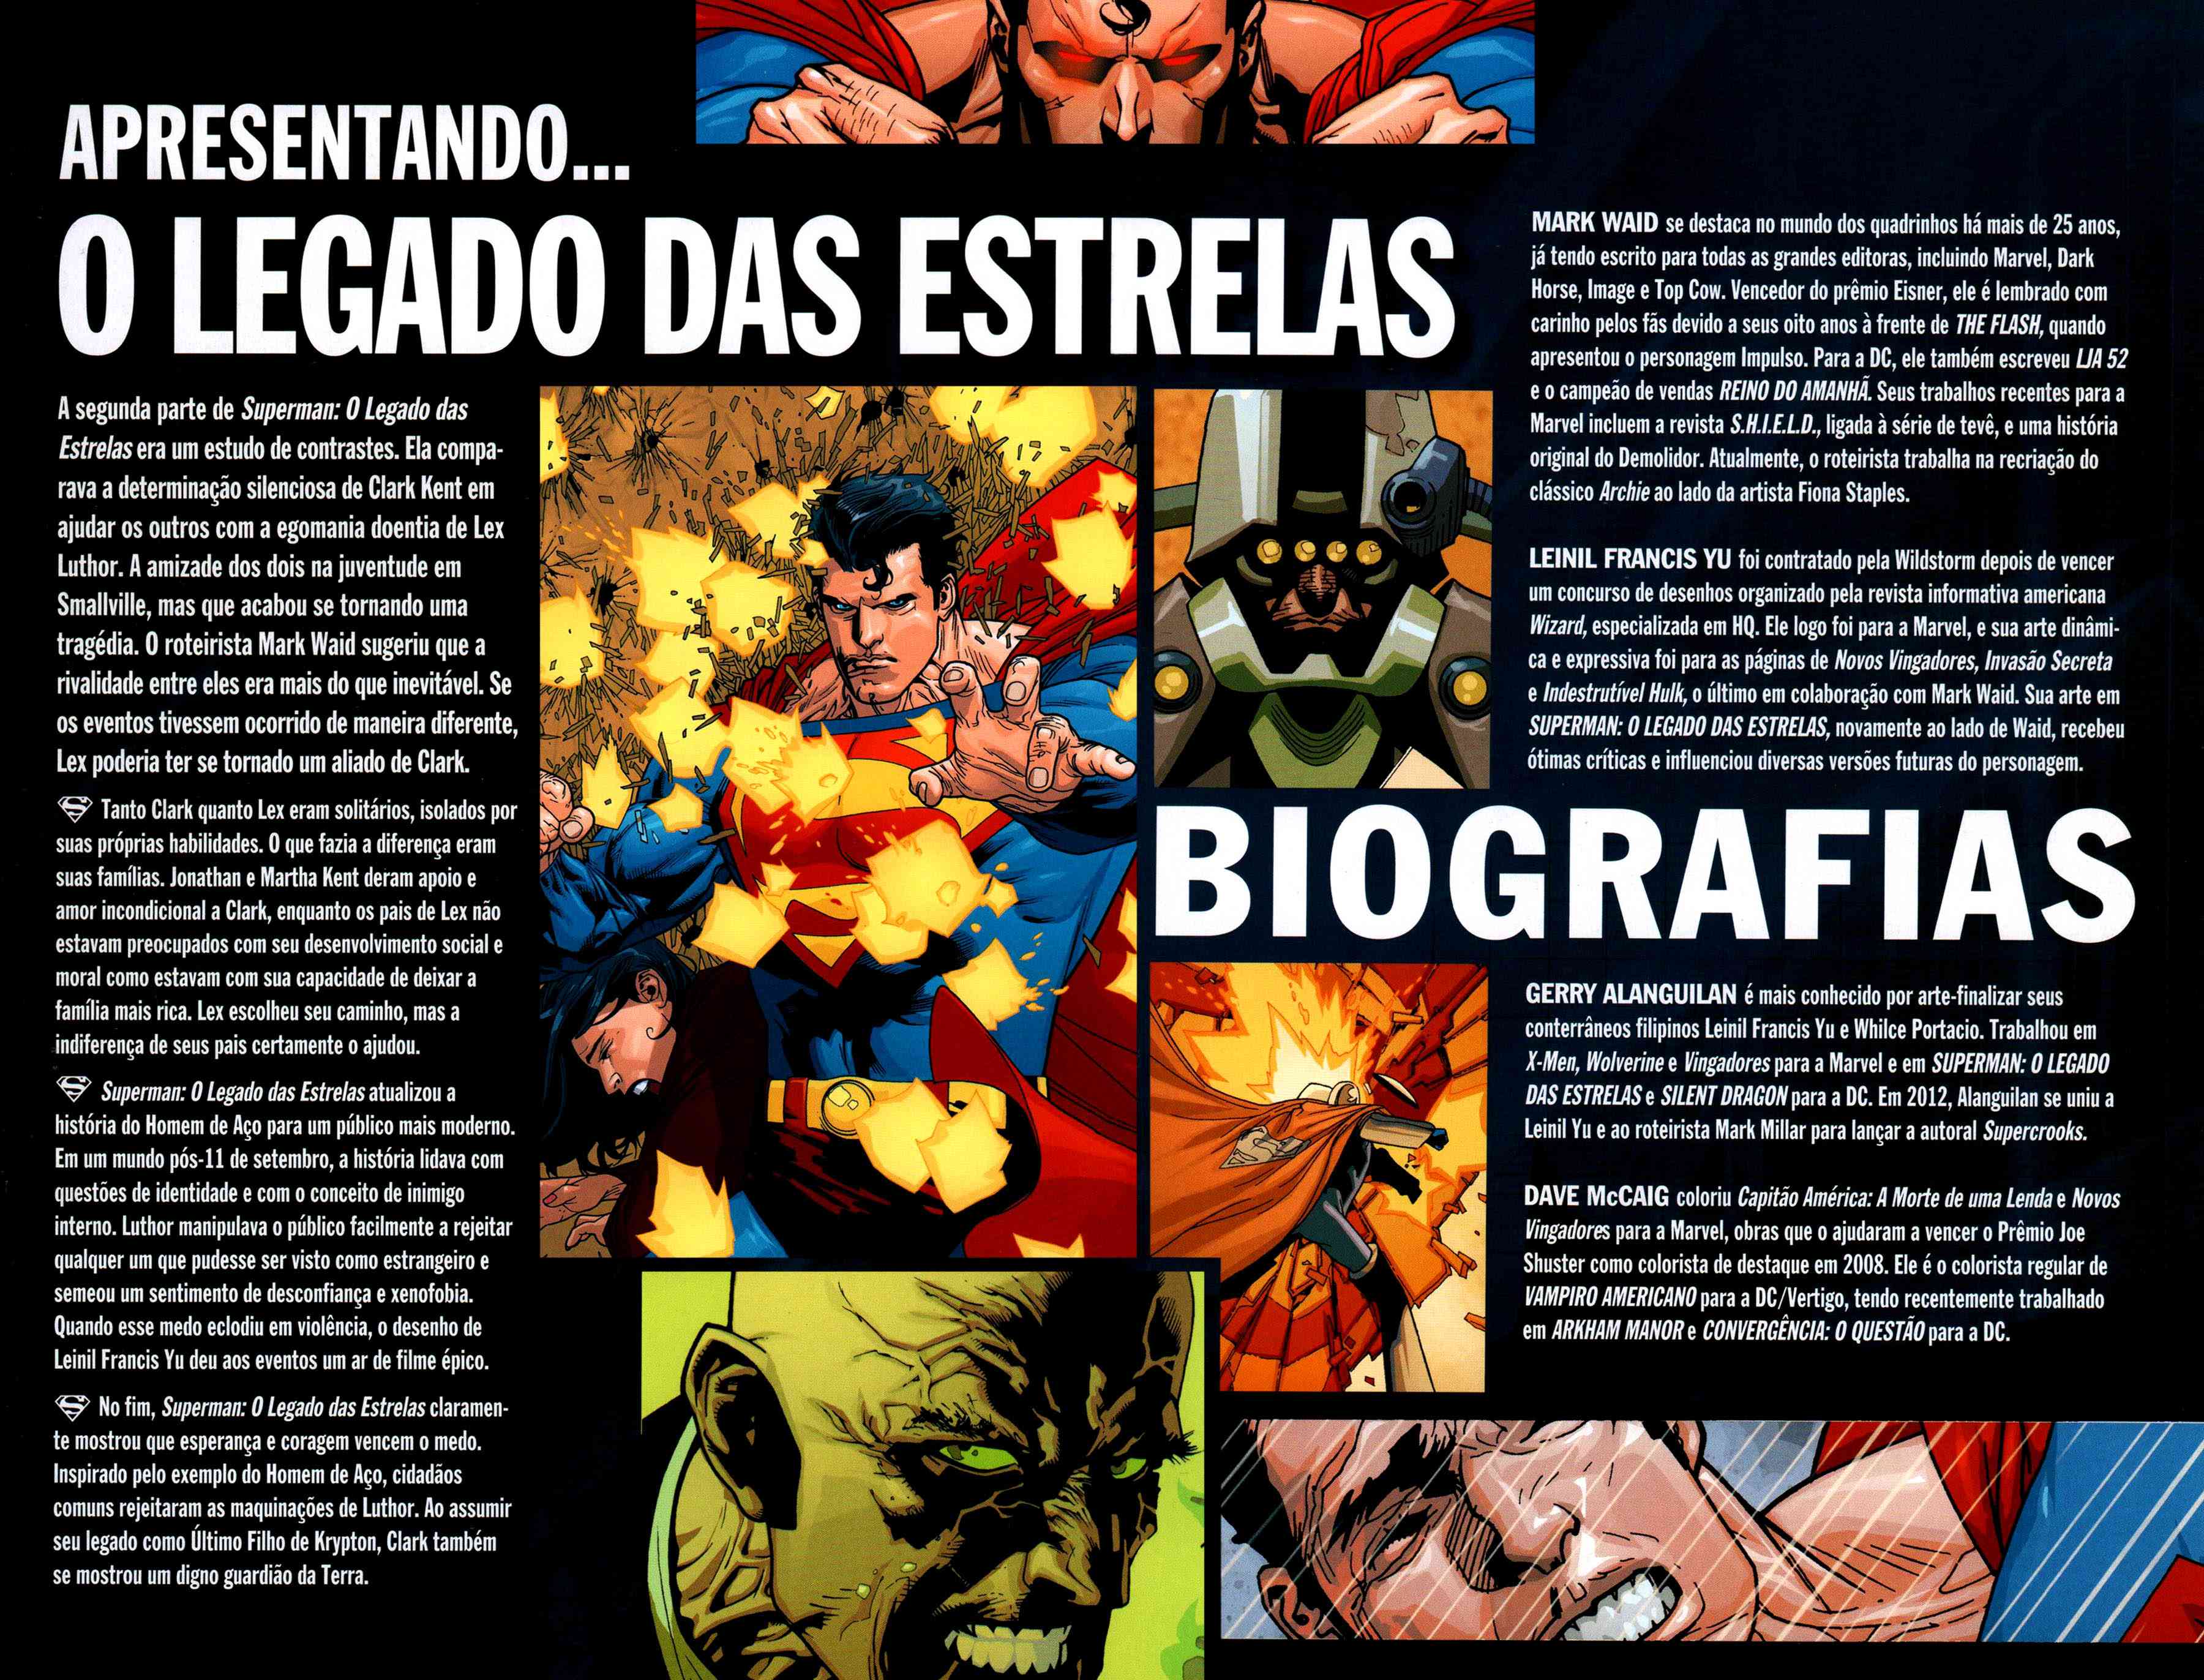 APRESENTANDO...
O LEGADO DAS ESTRELAS
A segunda parte de Superman: O Legado das
Estrelas era um estudo de contrastes. Ela compa-
rava a determinação silenciosa de Clark Kent em
ajudar os outros com a egomania doentia de Lex
Luthor. A amizade dos dois na juventude em
Smallville, mas que acabou se tornando uma
tragédia. O roteirista Mark Waid sugeriu que a
rivalidade entre eles era mais do que inevitável. Se
os eventos tivessem ocorrido de maneira diferente,
Lex poderia ter se tornado um aliado de Clark.
Tanto Clark quanto Lex eram solitários, isolados por
suas próprias habilidades. O que fazia a diferença eram
suas famílias. Jonathan e Martha Kent deram apoio e
amor incondicional a Clark, enquanto os pais de Lex não
estavam preocupados com seu desenvolvimento social e
moral como estavam com sua capacidade de deixar a
família mais rica. Lex escolheu seu caminho, mas a
indiferença de seus pais certamente o ajudou.
Superman: O Legado das Estrelas atualizou a
história do Homem de Aço para um público mais moderno.
Em um mundo pós-11 de setembro, a história lidava com
questões de identidade e com o conceito de inimigo
interno. Luthor manipulava o público facilmente a rejeitar
qualquer um que pudesse ser visto como estrangeiro e
semeou um sentimento de desconfiança e xenofobia.
Quando esse medo eclodiu em violência, o desenho de
Leinil Francis Yu deu aos eventos um ar de filme épico.
No fim, Superman: O Legado das Estrelas claramen-
te mostrou que esperança e coragem vencem o medo.
Inspirado pelo exemplo do Homem de Aço, cidadãos
comuns rejeitaram as maquinações de Luthor. Ao assumir
seu legado como Último Filho de Krypton, Clark também
se mostrou um digno guardião da Terra.
MARK WAID se destaca no mundo dos quadrinhos há mais de 25 anos,
já tendo escrito para todas as grandes editoras, incluindo Marvel, Dark
Horse, Image e Top Cow. Vencedor do prêmio Eisner, ele é lembrado com
carinho pelos fãs devido a seus oito anos à frente de THE FLASH, quando
apresentou o personagem Impulso. Para a DC, ele também escreveu LJA 52
e o campeão de vendas REINO DO AMANHÃ. Seus trabalhos recentes para a
Marvel incluem a revista S.H.I.E.L.D., ligada à série de tevê, e uma história
original do Demolidor. Atualmente, o roteirista trabalha na recriação do
clássico Archie ao lado da artista Fiona Staples.
LEINIL FRANCIS YU foi contratado pela Wildstorm depois de vencer
um concurso de desenhos organizado pela revista informativa americana
Wizard, especializada em HQ. Ele logo foi para a Marvel, e sua arte dinâmi-
ca e expressiva foi para as páginas de Novos Vingadores, Invasão Secreta
e Indestrutível Hulk, o último em colaboração com Mark Waid. Sua arte em
SUPERMAN: O LEGADO DAS ESTRELAS, novamente ao lado de Waid, recebeu
ótimas críticas e influenciou diversas versões futuras do personagem.
BIOGRAFIAS
GERRY ALANGUILAN é mais conhecido por arte-finalizar seus
conterrâneos filipinos Leinil Francis Yu e Whilce Portacio. Trabalhou em
X-Men, Wolverine e Vingadores para a Marvel e em SUPERMAN: O LEGADO
DAS ESTRELAS e SILENT DRAGON para a DC. Em 2012, Alanguilan se uniu a
Leinil Yu e ao roteirista Mark Millar para lançar a autoral Supercrooks.
DAVE McCAIG coloriu Capitão América: A Morte de uma Lenda e Novos
Vingadores para a Marvel, obras que o ajudaram a vencer o Prêmio Joe
Shuster como colorista de destaque em 2008. Ele é o colorista regular de
VAMPIRO AMERICANO para a DC/Vertigo, tendo recentemente trabalhado
em ARKHAM MANOR e CONVERGÊNCIA: O QUESTÃO para a DC.